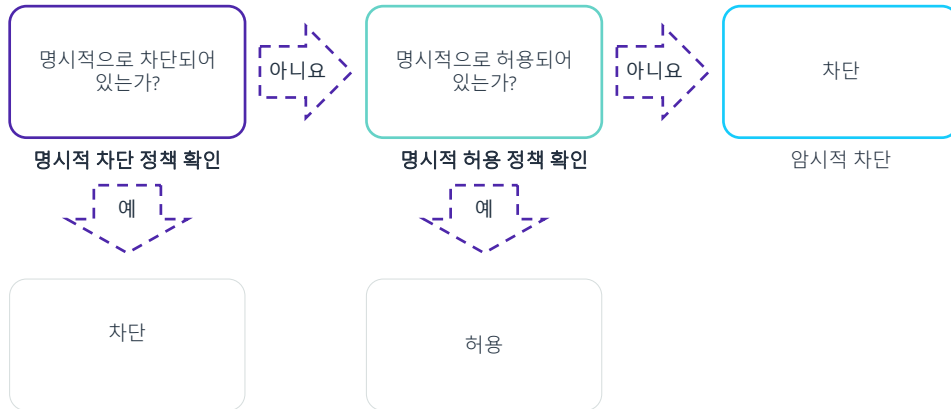 명시적으로 차단되어
있는가?
아니요
명시적으로 허용되어
있는가?
아니요
차단
명시적 차단 정책 확인
명시적 허용 정책 확인
암시적 차단
예
예
차단
허용